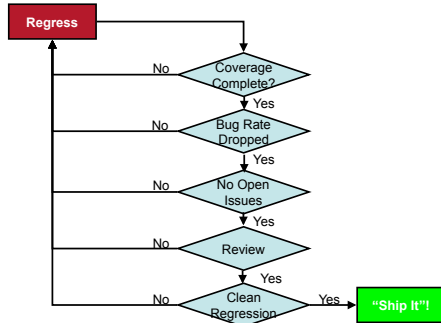 Regress
No
Coverage
Complete?
Yes
No
Bug Rate
Dropped
Yes
No
No Open
Issues
Yes
No
Review
Yes
No
Clean
Regression
Yes
“Ship It”!